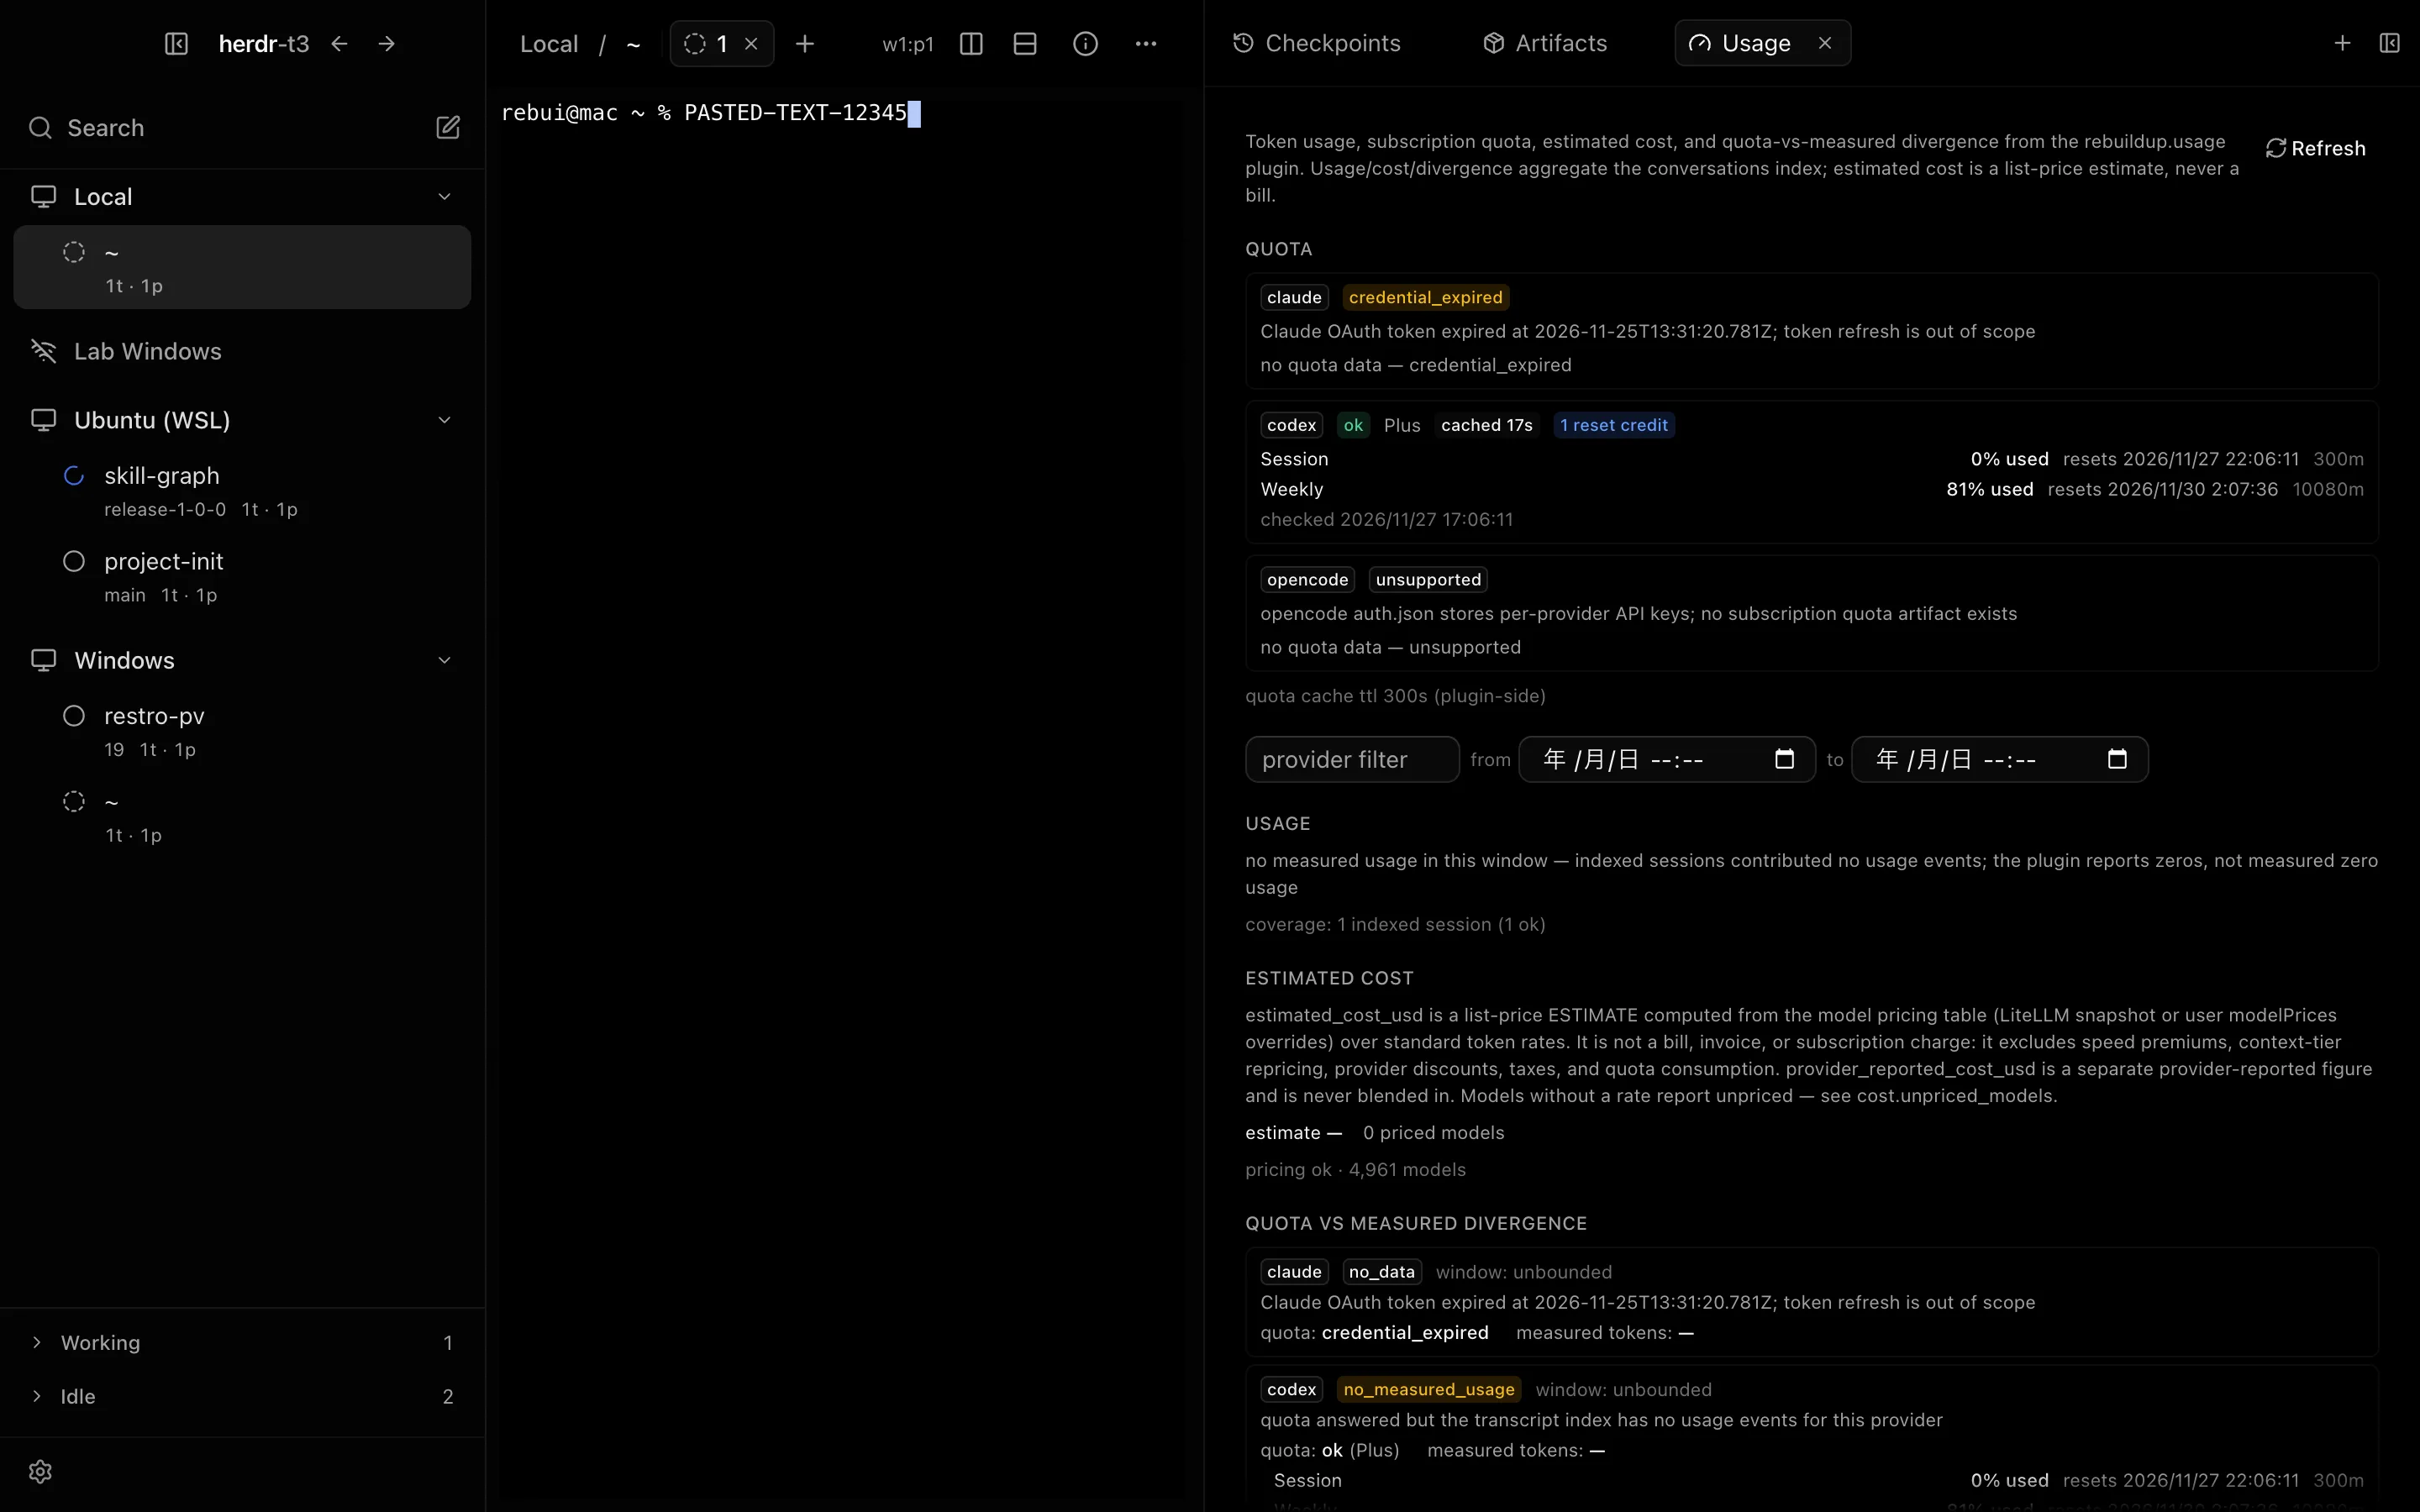 herdr-t3
Search
Local
~
1t · 1p
Lab Windows
Ubuntu (WSL)
skill-graph
release-1-0-0 1t · 1p
project-init
main 1t · 1p
Windows
restro-pv
19 1t · 1p
~
1t · 1p
Working 1
Idle 2
Local / ~ 1 w1:p1
rebui@mac ~ % PASTED-TEXT-12345
Checkpoints Artifacts Usage
Token usage, subscription quota, estimated cost, and quota-vs-measured divergence from the rebuildup.usage
plugin. Usage/cost/divergence aggregate the conversations index; estimated cost is a list-price estimate, never a
bill.
Refresh
QUOTA
claude credential_expired
Claude OAuth token expired at 2026-11-25T13:31:20.781Z; token refresh is out of scope
no quota data — credential_expired
codex ok Plus cached 17s 1 reset credit
Session 0% used resets 2026/11/27 22:06:11 300m
Weekly 81% used resets 2026/11/30 2:07:36 10080m
checked 2026/11/27 17:06:11
opencode unsupported
opencode auth.json stores per-provider API keys; no subscription quota artifact exists
no quota data — unsupported
quota cache ttl 300s (plugin-side)
provider filter from 年 /月/日 --:-- to 年 /月/日 --:--
USAGE
no measured usage in this window — indexed sessions contributed no usage events; the plugin reports zeros, not measured zero
usage
coverage: 1 indexed session (1 ok)
ESTIMATED COST
estimated_cost_usd is a list-price ESTIMATE computed from the model pricing table (LiteLLM snapshot or user modelPrices
overrides) over standard token rates. It is not a bill, invoice, or subscription charge: it excludes speed premiums, context-tier
repricing, provider discounts, taxes, and quota consumption. provider_reported_cost_usd is a separate provider-reported figure
and is never blended in. Models without a rate report unpriced — see cost.unpriced_models.
estimate — 0 priced models
pricing ok · 4,961 models
QUOTA VS MEASURED DIVERGENCE
claude no_data window: unbounded
Claude OAuth token expired at 2026-11-25T13:31:20.781Z; token refresh is out of scope
quota: credential_expired measured tokens: —
codex no_measured_usage window: unbounded
quota answered but the transcript index has no usage events for this provider
quota: ok (Plus) measured tokens: —
Session 0% used resets 2026/11/27 22:06:11 300m